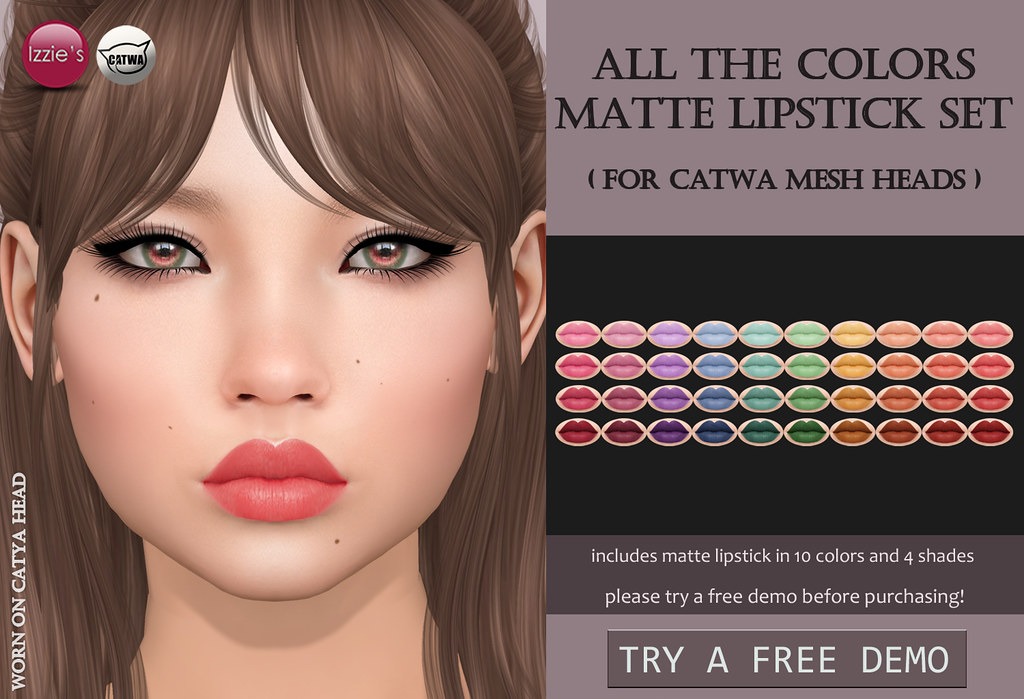 Izzie's
CATWA
ALL THE COLORS
MATTE LIPSTICK SET
( FOR CATWA MESH HEADS )
includes matte lipstick in 10 colors and 4 shades
please try a free demo before purchasing!
TRY A FREE DEMO
WORN ON CATYA HEAD